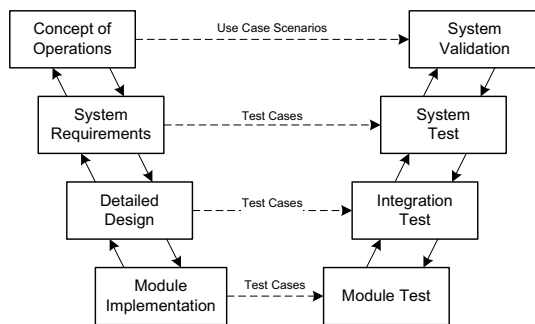 Concept of
Operations
Use Case Scenarios
System
Validation
System
Requirements
Test Cases
System
Test
Detailed
Design
Test Cases
Integration
Test
Module
Implementation
Test Cases
Module Test